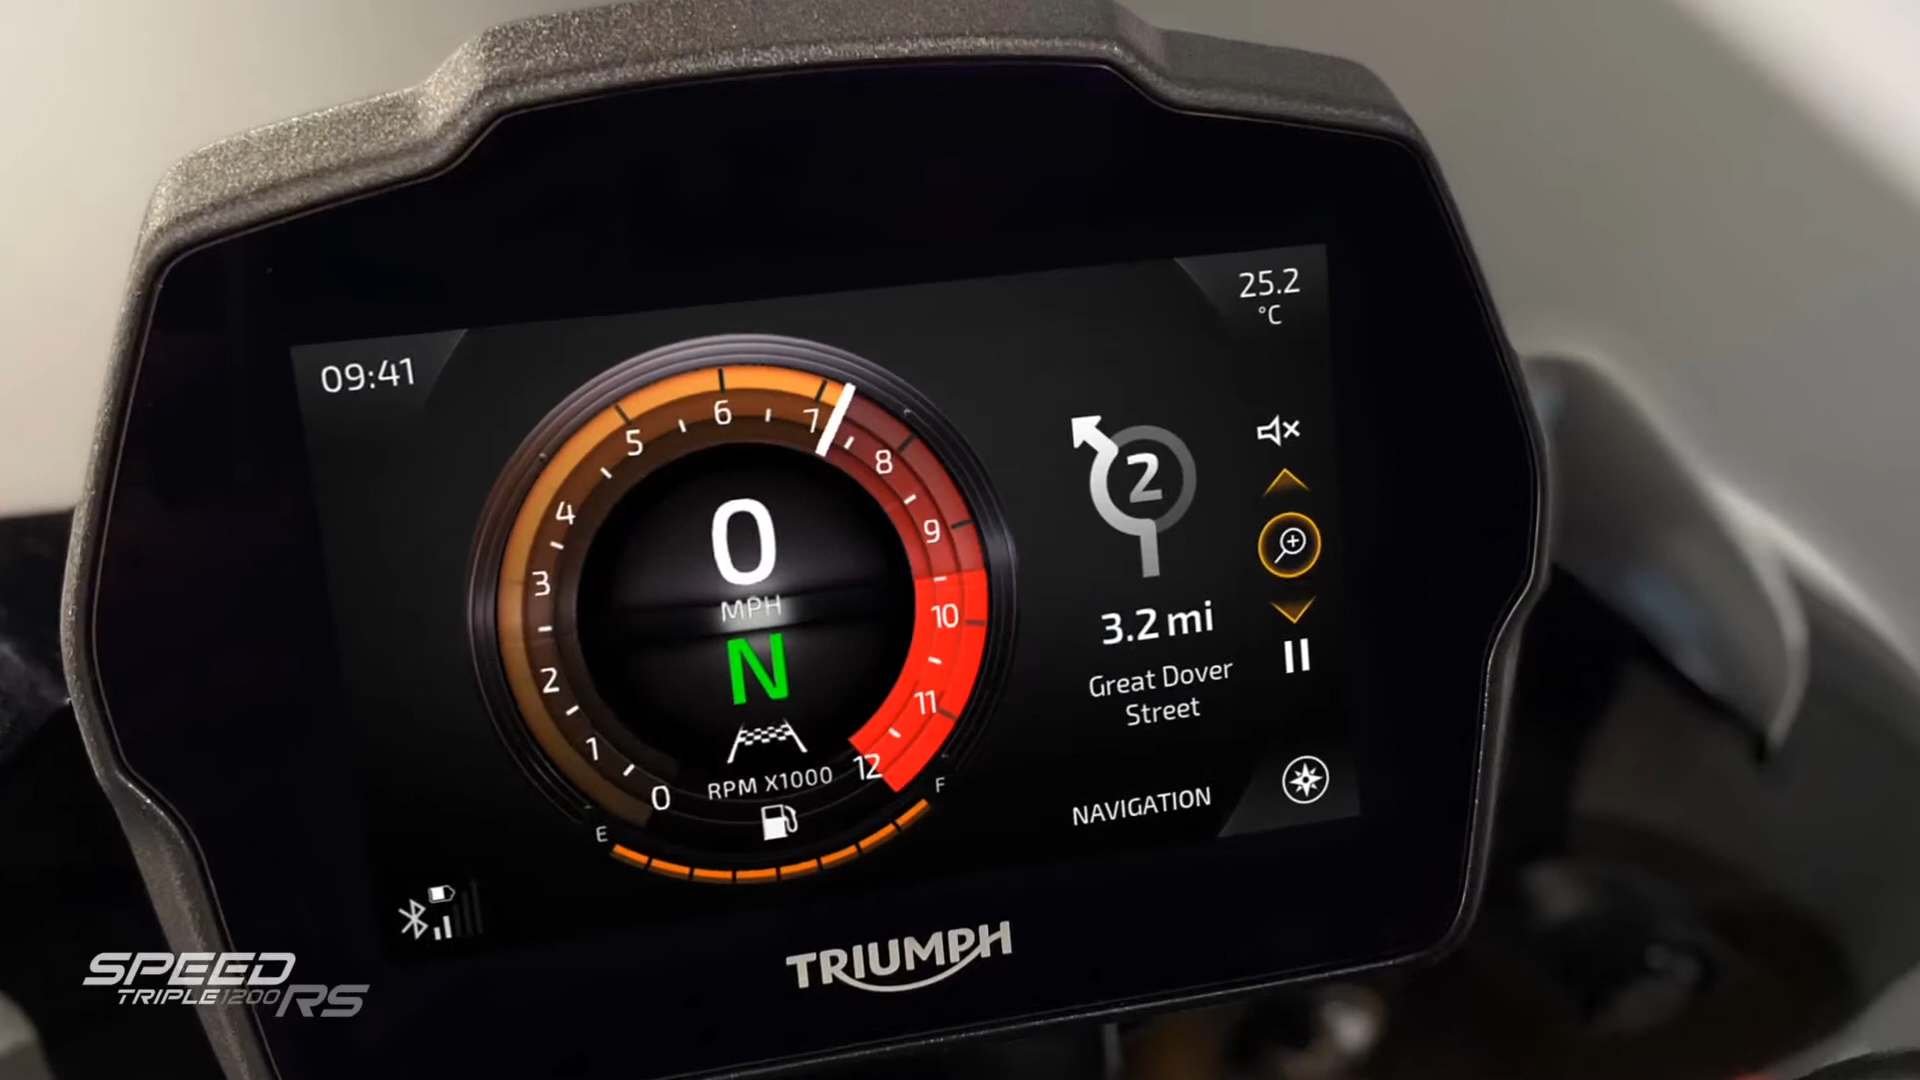 25.2
°C
09:41
0
1
2
3
4
5
6
7
8
9
10
11
12
0
MPH
N
RPM X1000
E
F
2
3.2 mi
Great Dover
Street
NAVIGATION
TRIUMPH
SPEED
TRIPLE 1200 RS